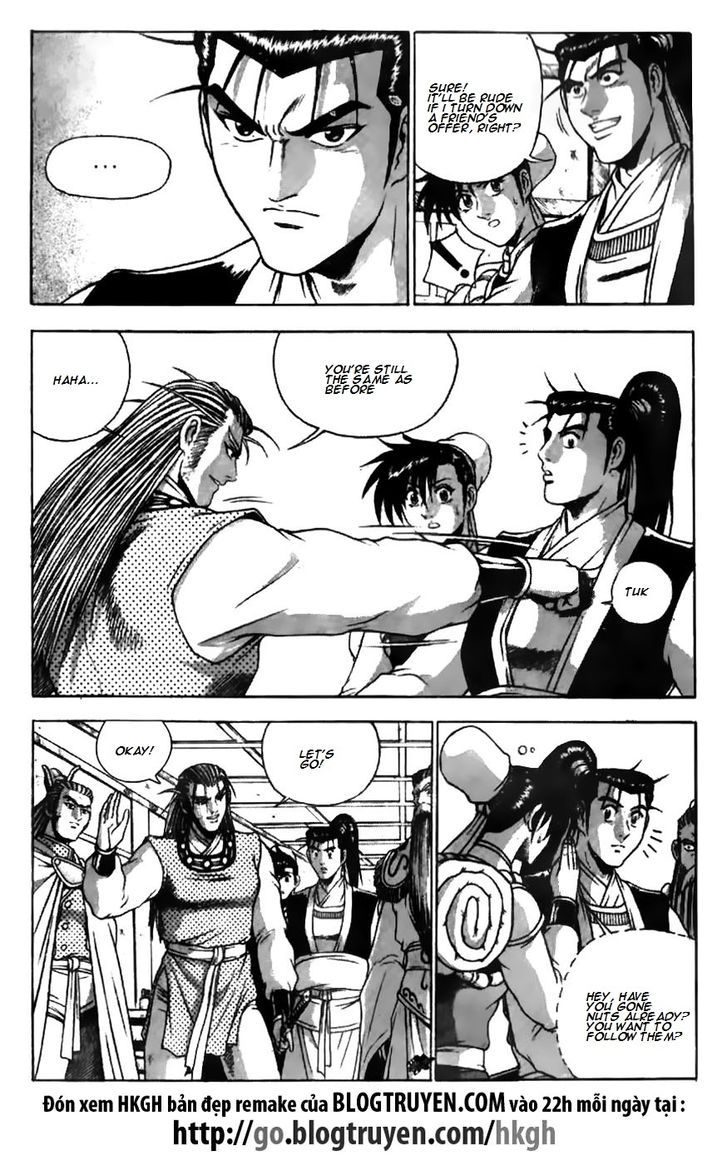 ...
SURE!
IT'LL BE RUDE
IF I TURN DOWN
A FRIEND'S
OFFER, RIGHT?
HAHA...
YOU'RE STILL
THE SAME AS
BEFORE
TUK
OKAY!
LET'S
GO!
HEY, HAVE
YOU GONE
NUTS ALREADY?
YOU WANT TO
FOLLOW THEM?
Đón xem HKGH bản đẹp remake của BLOGTRUYEN.COM vào 22h mỗi ngày tại :
http://go.blogtruyen.com/hkgh